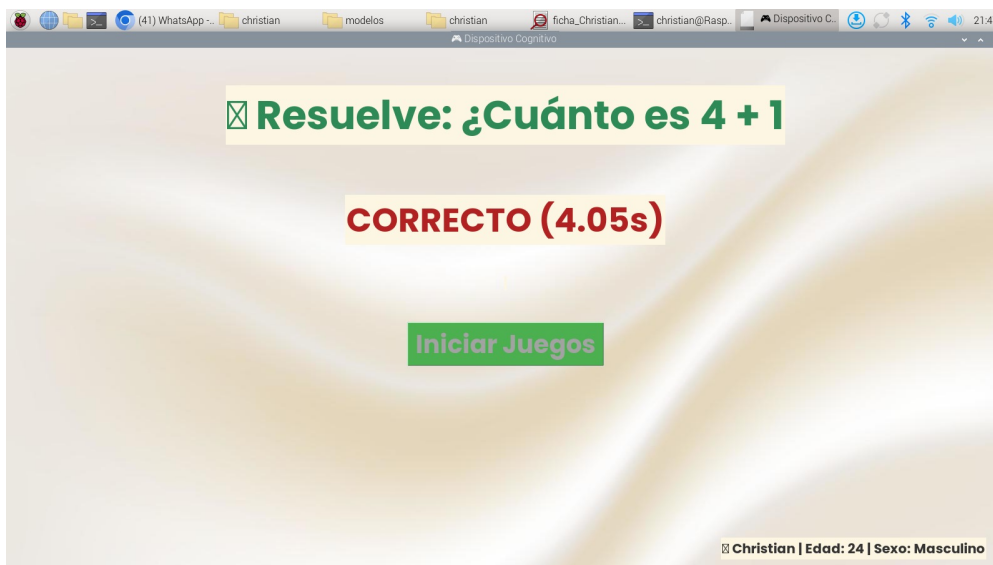 (41) WhatsApp -..
christian
modelos
christian
ficha_Christian...
christian@Rasp..
🎮 Dispositivo C..
21:4
🎮 Dispositivo Cognitivo
Resuelve: ¿Cuánto es 4 + 1
CORRECTO (4.05s)
Iniciar Juegos
Christian | Edad: 24 | Sexo: Masculino